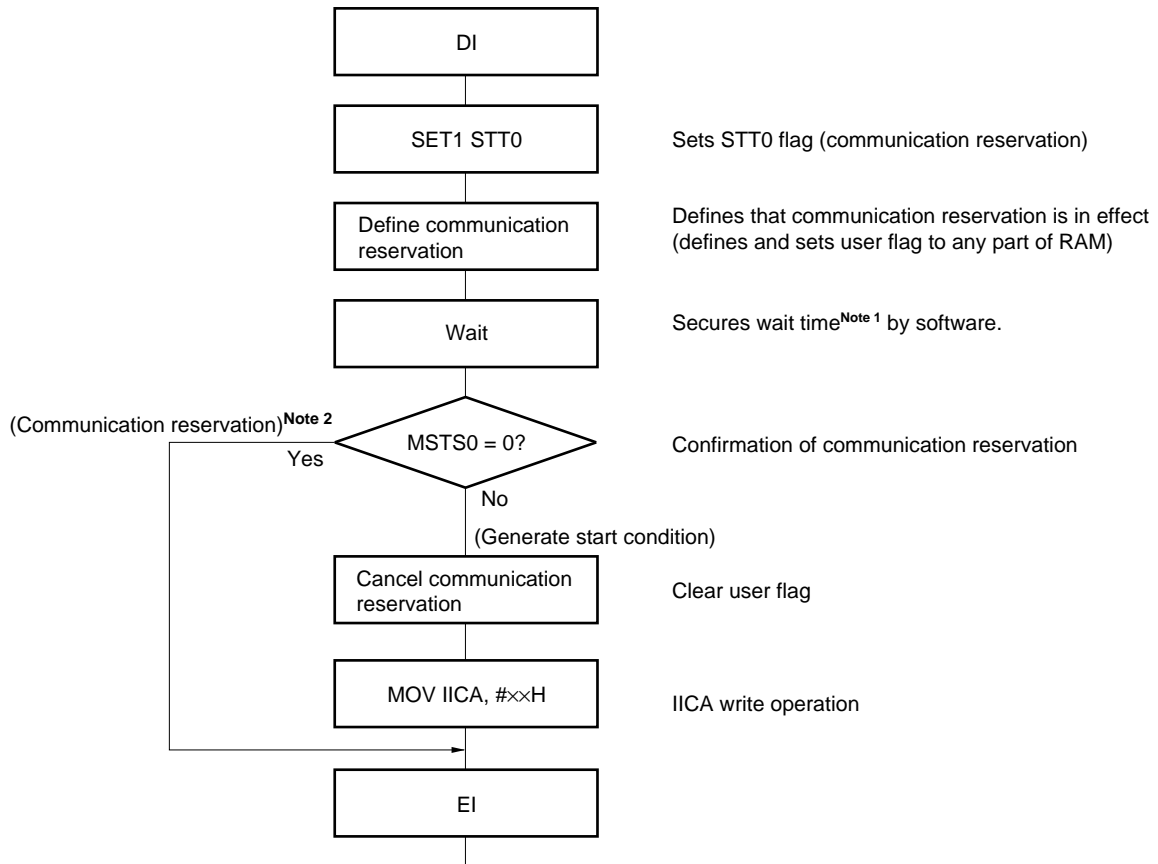 DI
SET1 STT0
Sets STT0 flag (communication reservation)
Define communication
reservation
Defines that communication reservation is in effect
(defines and sets user flag to any part of RAM)
Wait
Secures wait time Note 1 by software.
(Communication reservation) Note 2
Yes
MSTS0 = 0?
Confirmation of communication reservation
No
(Generate start condition)
Cancel communication
reservation
Clear user flag
MOV IICA, #××H
IICA write operation
EI